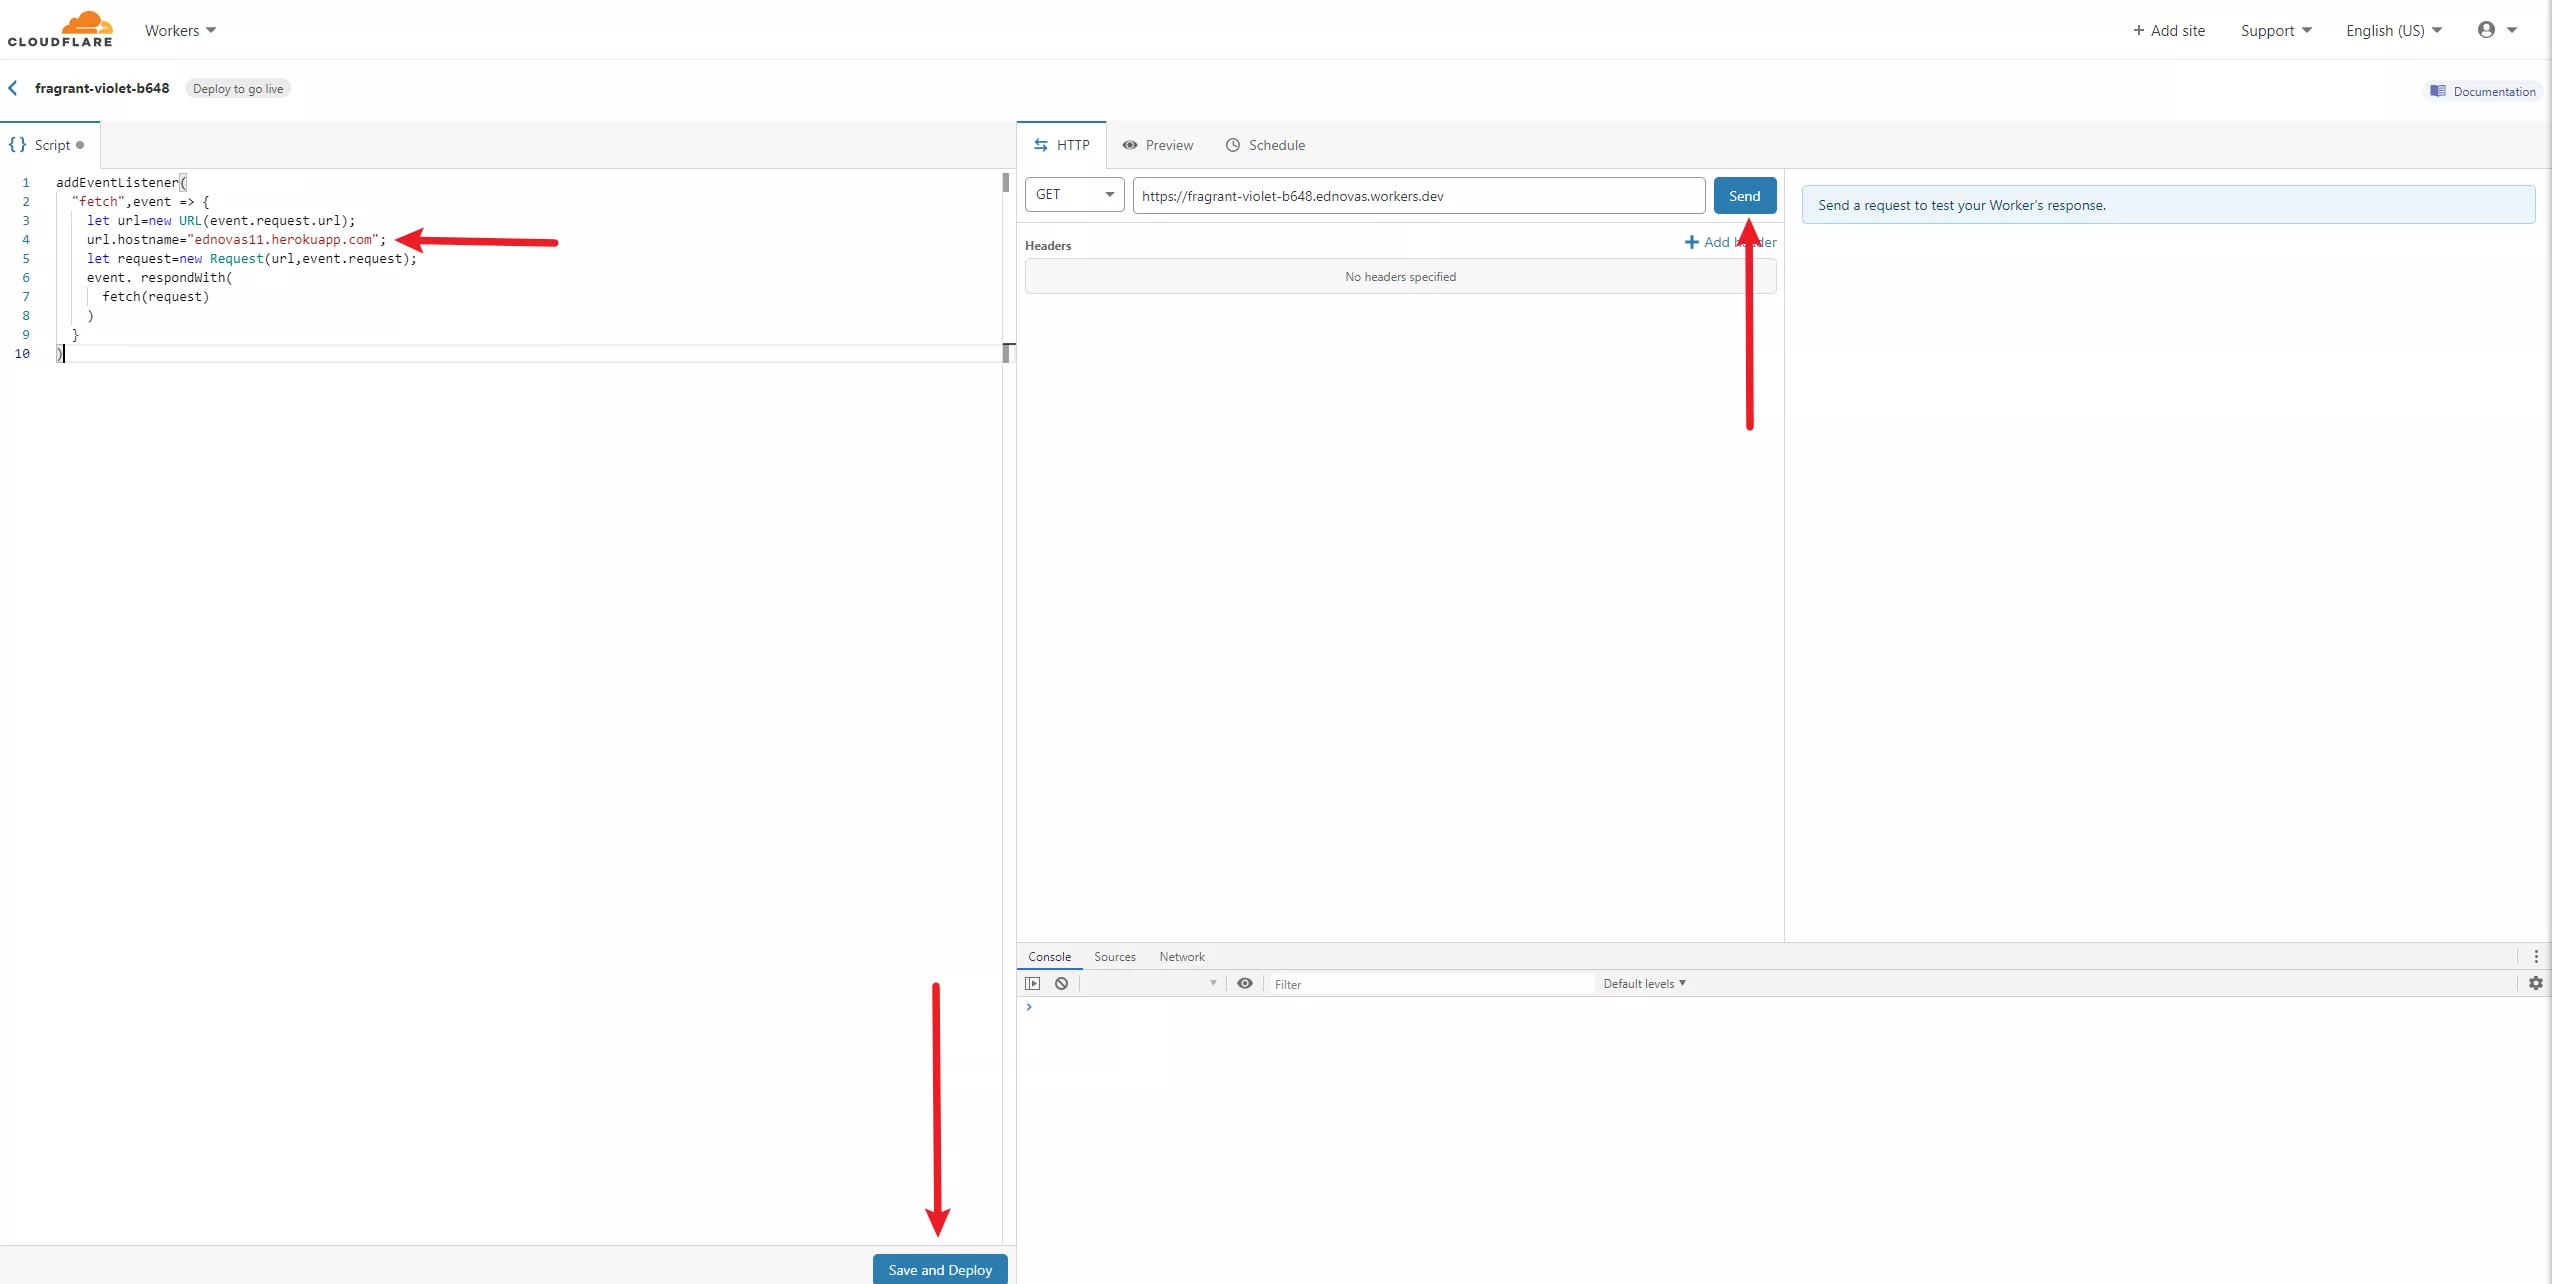 CLOUDFLARE
Workers
+ Add site
Support
English (US)
fragrant-violet-b648
Deploy to go live
Documentation
{ } Script
HTTP
Preview
Schedule
1 addEventListener(
2 "fetch",event => {
3 let url=new URL(event.request.url);
4 url.hostname="ednovas11.herokuapp.com";
5 let request=new Request(url,event.request);
6 event. respondWith(
7 fetch(request)
8 )
9 }
10 )
GET
https://fragrant-violet-b648.ednovas.workers.dev
Send
Send a request to test your Worker's response.
Headers
Add header
No headers specified
Console
Sources
Network
Filter
Default levels
Save and Deploy